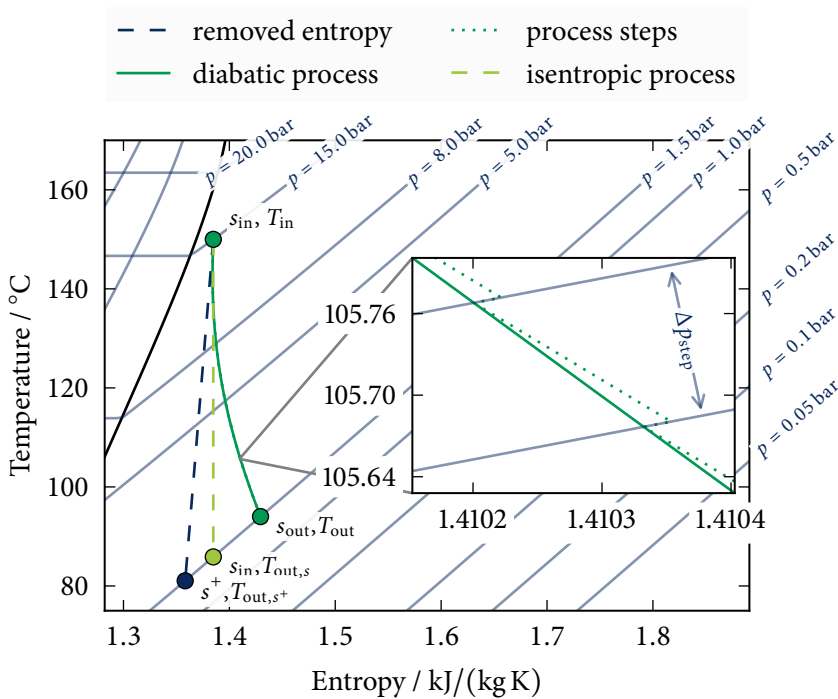 removed entropy
process steps
diabatic process
isentropic process
p = 20.0 bar
p = 15.0 bar
p = 8.0 bar
p = 5.0 bar
p = 1.5 bar
p = 1.0 bar
p = 0.5 bar
p = 0.2 bar
p = 0.1 bar
p = 0.05 bar
Temperature / °C
160
140
120
100
80
s_in, T_in
s_out, T_out
s_in, T_out,s
s⁺, T_out,s⁺
105.76
105.70
105.64
Δp_step
1.4102
1.4103
1.4104
1.3
1.4
1.5
1.6
1.7
1.8
Entropy / kJ/(kg K)